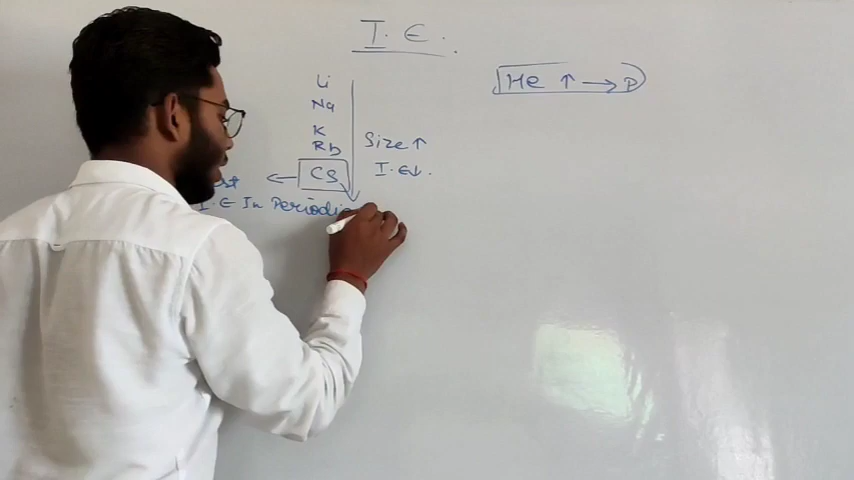 I.E.
He ↑ → P
Li
Na
K
Rb
Size ↑
I.E↓.
Cs ←
I.E In Periodic